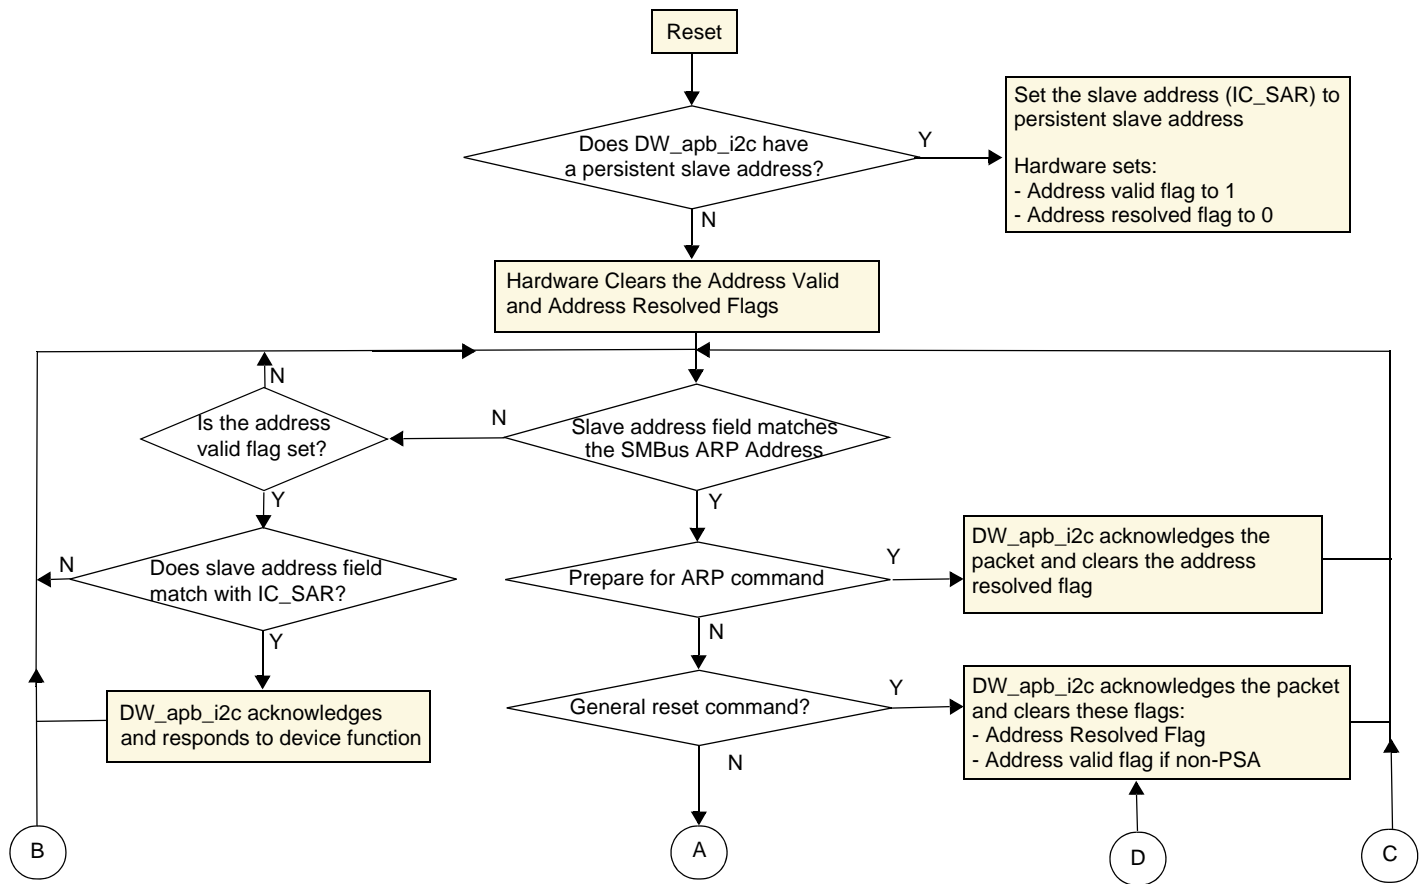 Reset
Does DW_apb_i2c have
a persistent slave address?
Y
Set the slave address (IC_SAR) to
persistent slave address
Hardware sets:
- Address valid flag to 1
- Address resolved flag to 0
N
Hardware Clears the Address Valid
and Address Resolved Flags
N
Is the address
valid flag set?
N
Slave address field matches
the SMBus ARP Address
Y
Y
N
Does slave address field
match with IC_SAR?
Prepare for ARP command
Y
DW_apb_i2c acknowledges the
packet and clears the address
resolved flag
Y
N
DW_apb_i2c acknowledges
and responds to device function
General reset command?
Y
DW_apb_i2c acknowledges the packet
and clears these flags:
- Address Resolved Flag
- Address valid flag if non-PSA
N
B
A
D
C